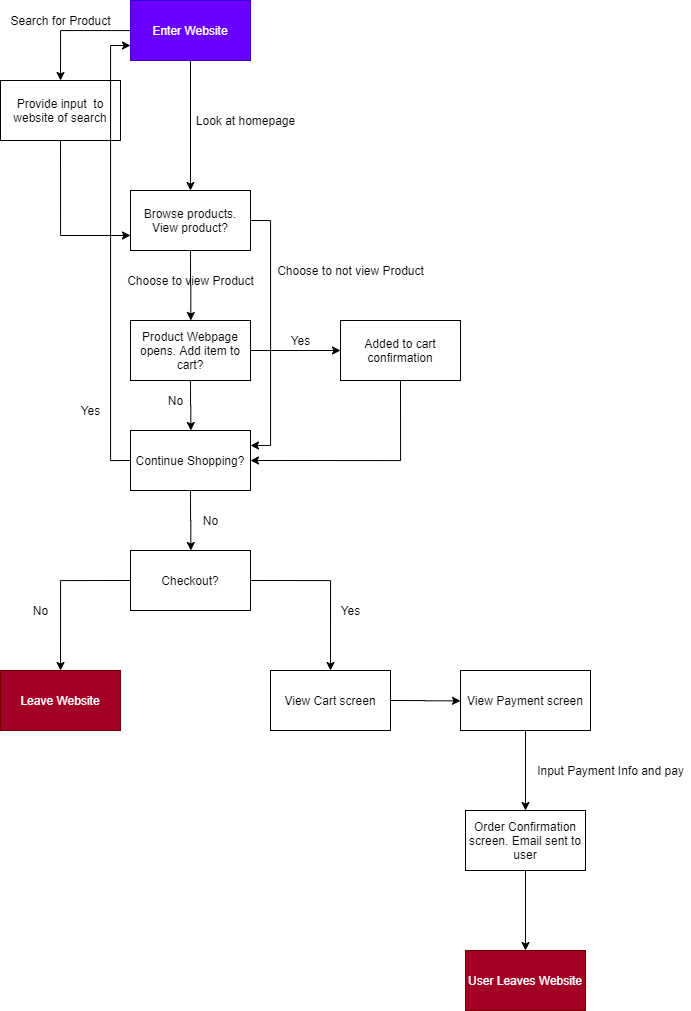 Search for Product
Enter Website
Provide input to
website of search
Look at homepage
Browse products.
View product?
Choose to view Product
Choose to not view Product
Product Webpage
opens. Add item to
cart?
Yes
Added to cart
confirmation
No
Yes
Continue Shopping?
No
Checkout?
No
Yes
Leave Website
View Cart screen
View Payment screen
Input Payment Info and pay
Order Confirmation
screen. Email sent to
user
User Leaves Website